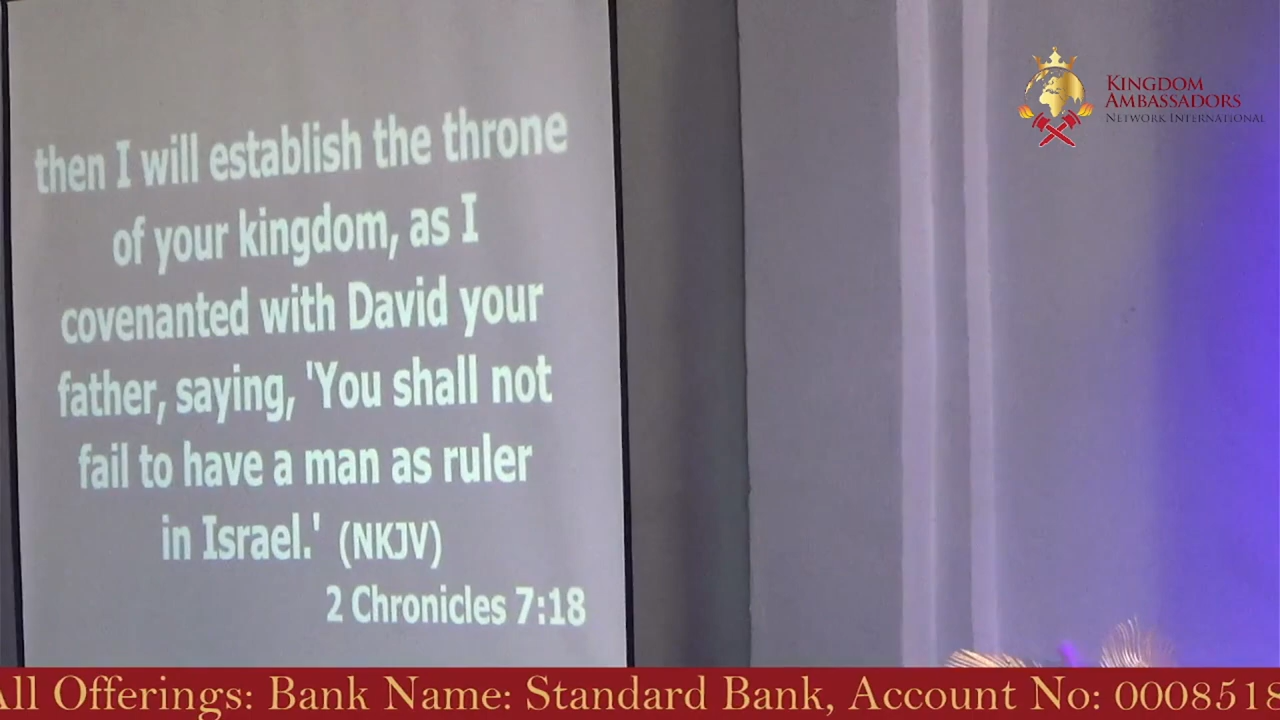 then I will establish the throne
of your kingdom, as I
covenanted with David your
father, saying, 'You shall not
fail to have a man as ruler
in Israel.' (NKJV)
2 Chronicles 7:18
KINGDOM
AMBASSADORS
NETWORK INTERNATIONAL
All Offerings: Bank Name: Standard Bank, Account No: 0008518